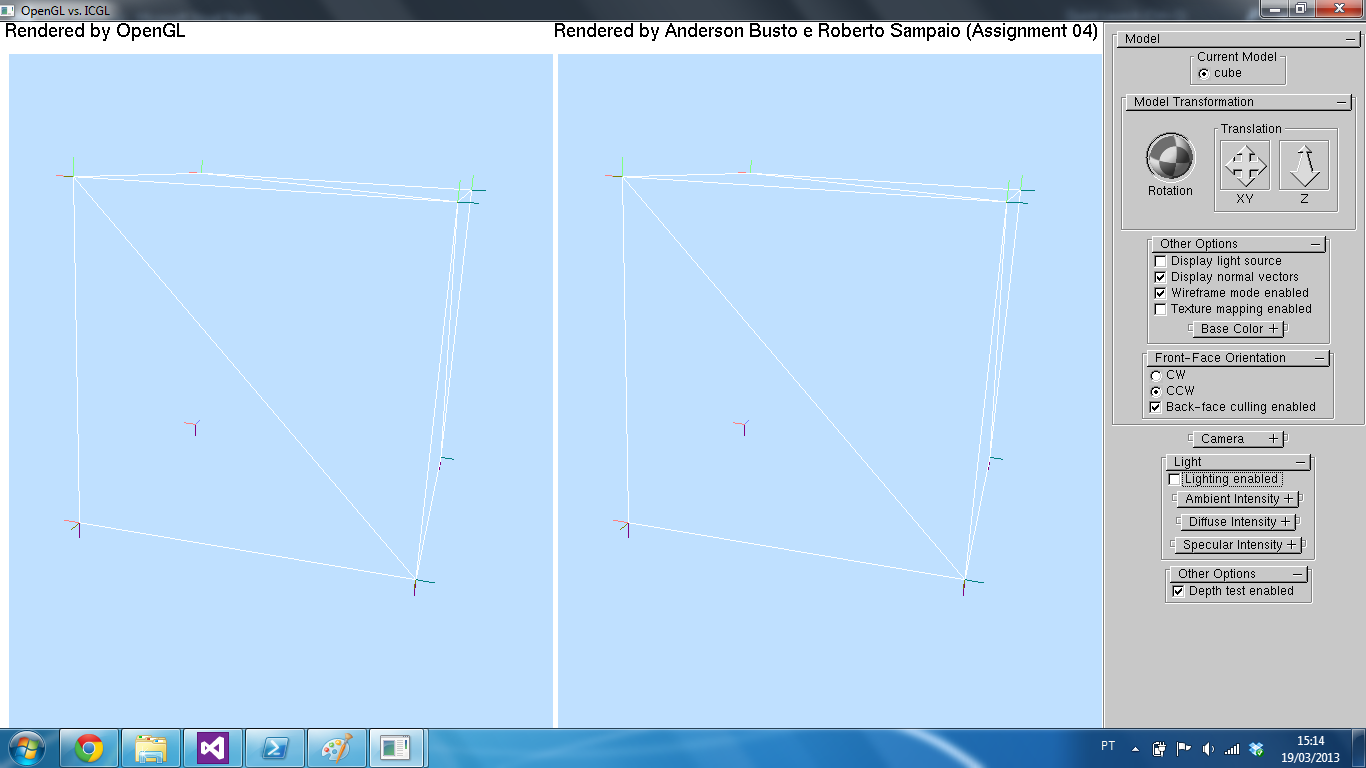 OpenGL vs. ICGL
Rendered by OpenGL
Rendered by Anderson Busto e Roberto Sampaio (Assignment 04)
Model
Current Model
cube
Model Transformation
Rotation
Translation
XY
Z
Other Options
Display light source
Display normal vectors
Wireframe mode enabled
Texture mapping enabled
Base Color +
Front-Face Orientation
CW
CCW
Back-face culling enabled
Camera +
Light
Lighting enabled
Ambient Intensity +
Diffuse Intensity +
Specular Intensity +
Other Options
Depth test enabled
PT
15:14
19/03/2013